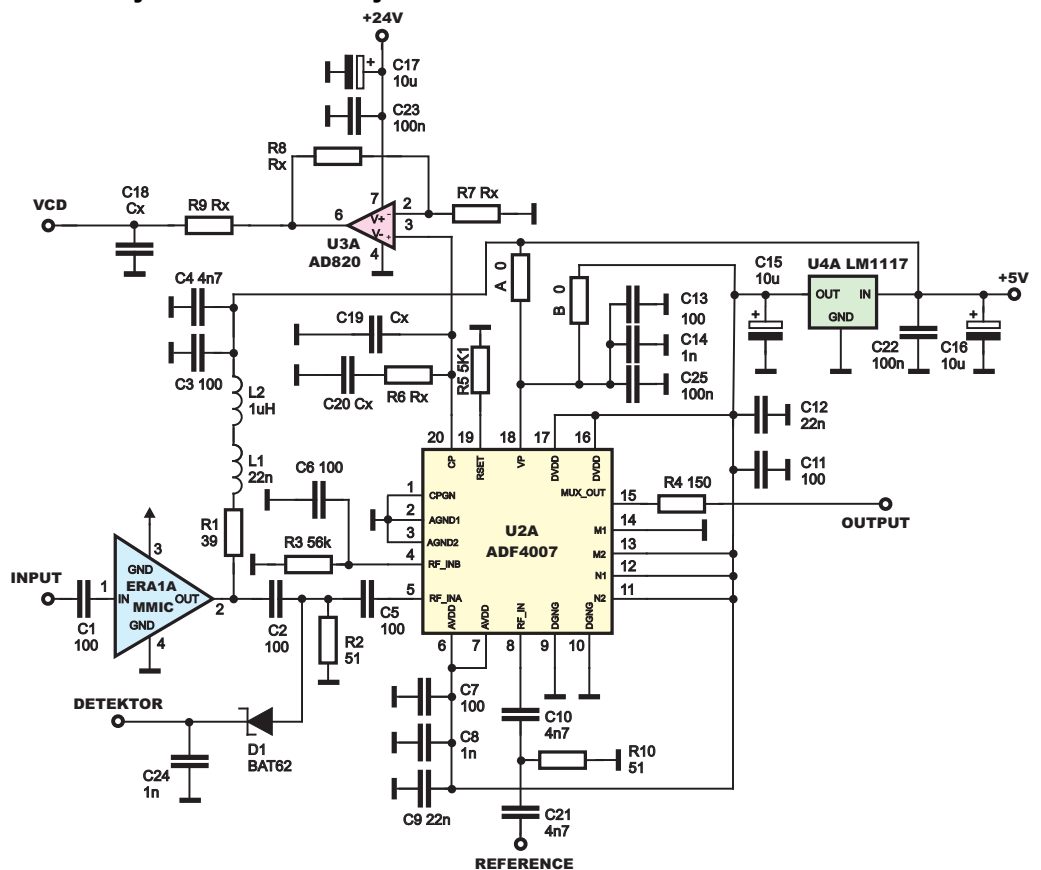 +24V
+
C17
10u
C23
100n
R8
Rx
VCD
C18
Cx
R9 Rx
6
7
V+
V-
-
+
2
3
4
R7 Rx
U3A
AD820
C4 4n7
C3 100
L2
1uH
L1
22n
R1
39
C19 Cx
C20 Cx
R6 Rx
R5 5K1
A 0
B 0
C13
100
C14
1n
C25
100n
C15
10u
+
U4A LM1117
OUT IN
GND
+5V
+
C22
100n
C16
10u
C12
22n
C11
100
20 19 18 17 16
CP
RSET
VP
DVDD
DVDD
1
CPGN
2
AGND1
3
AGND2
4
RF_INB
5
RF_INA
U2A
ADF4007
MUX_OUT
15
M1
14
M2
13
N1
12
N2
11
AVDD
AVDD
RF_IN
DGNG
DGNG
6 7 8 9 10
R4 150
OUTPUT
C6 100
R3 56k
INPUT
C1
100
1
3
GND
ERA1A
IN OUT
MMIC
GND
2
4
C2
100
R2
51
C5
100
DETEKTOR
D1
BAT62
C24
1n
C7
100
C8
1n
C9 22n
C10
4n7
R10
51
C21
4n7
REFERENCE